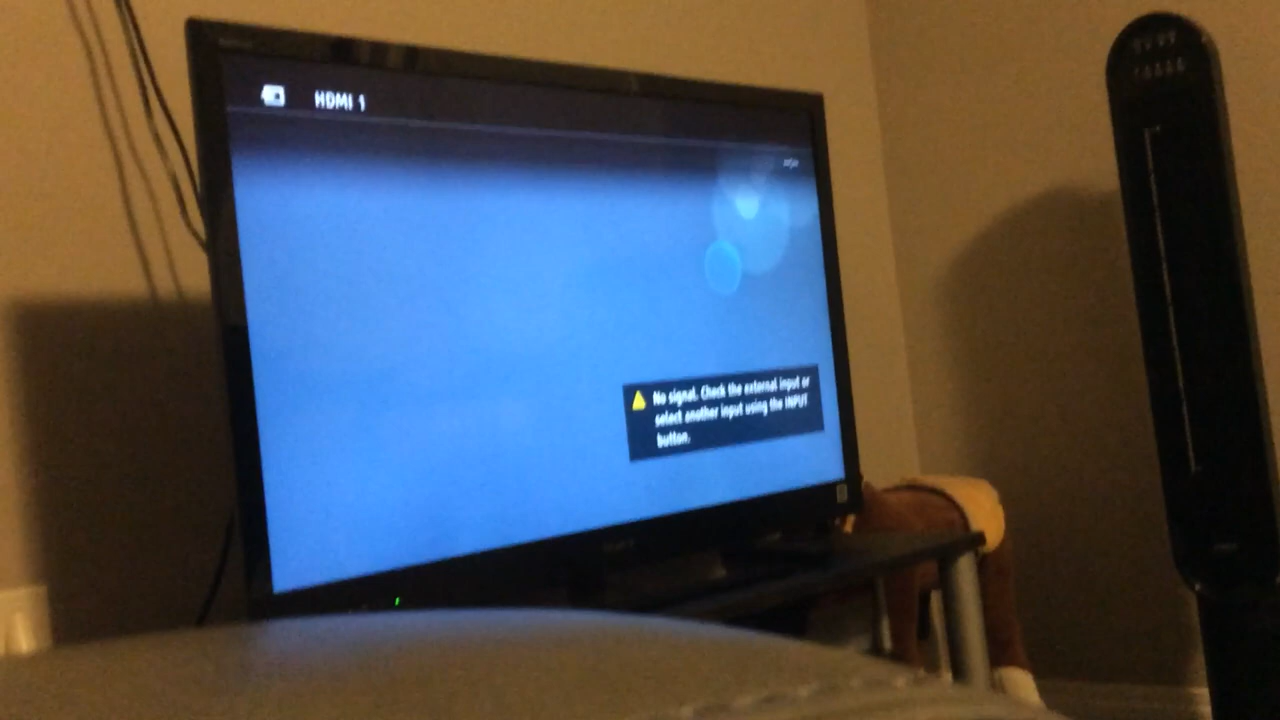 HDMI 1
No signal. Check the external input or
select another input using the INPUT
button.